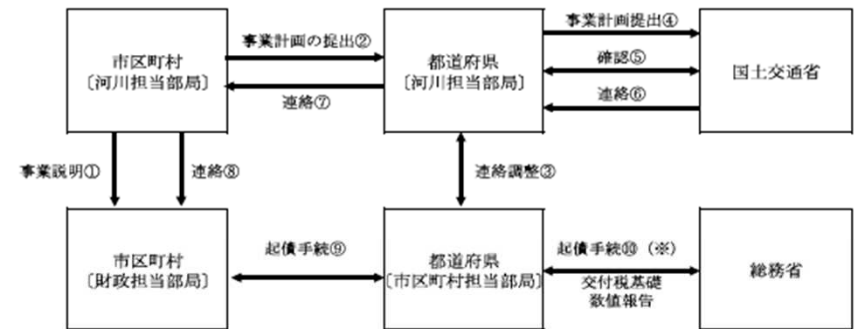 事業計画の提出②
事業計画提出④
市区町村
〔河川担当部局〕
都道府県
〔河川担当部局〕
確認⑤
国土交通省
連絡⑦
連絡⑥
事業説明①
連絡⑧
連絡調整③
市区町村
〔財政担当部局〕
起債手続⑨
都道府県
〔市区町村担当部局〕
起債手続⑩（※）
交付税基礎
数値報告
総務省